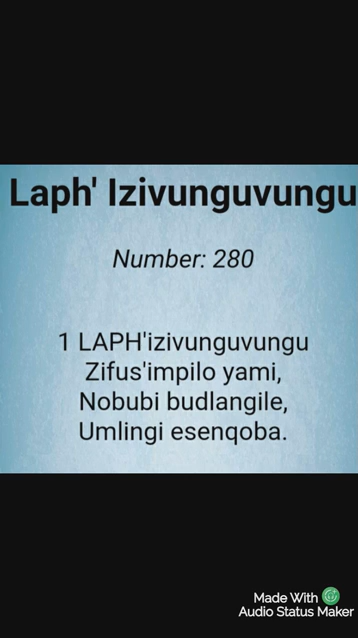 Laph' Izivunguvungu
Number: 280
1 LAPH'izivunguvungu
Zifus'impilo yami,
Nobubi budlangile,
Umlingi esenqoba.
Made With
Audio Status Maker